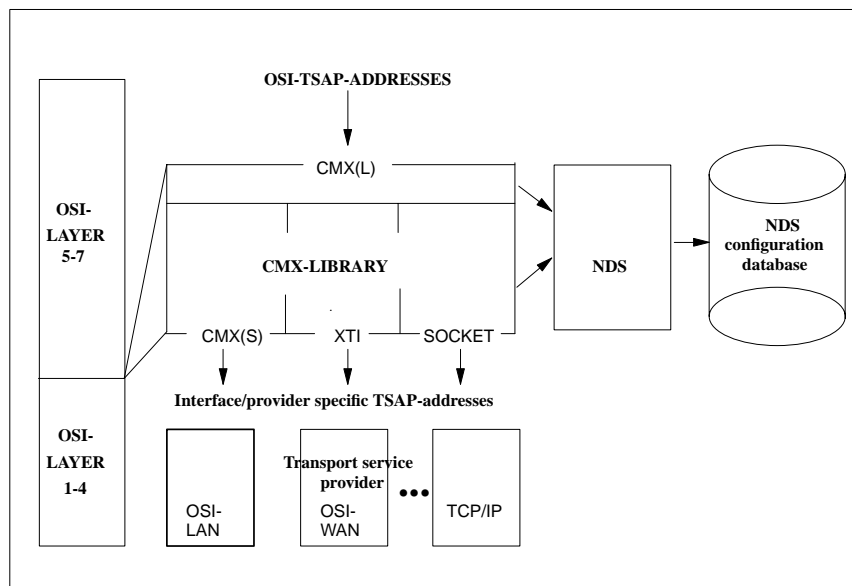 OSI-TSAP-ADDRESSES
CMX(L)
OSI-
LAYER
5-7
CMX-LIBRARY
NDS
NDS
configuration
database
CMX(S)
XTI
SOCKET
Interface/provider specific TSAP-addresses
OSI-
LAYER
1-4
Transport service
provider
OSI-
LAN
OSI-
WAN
TCP/IP